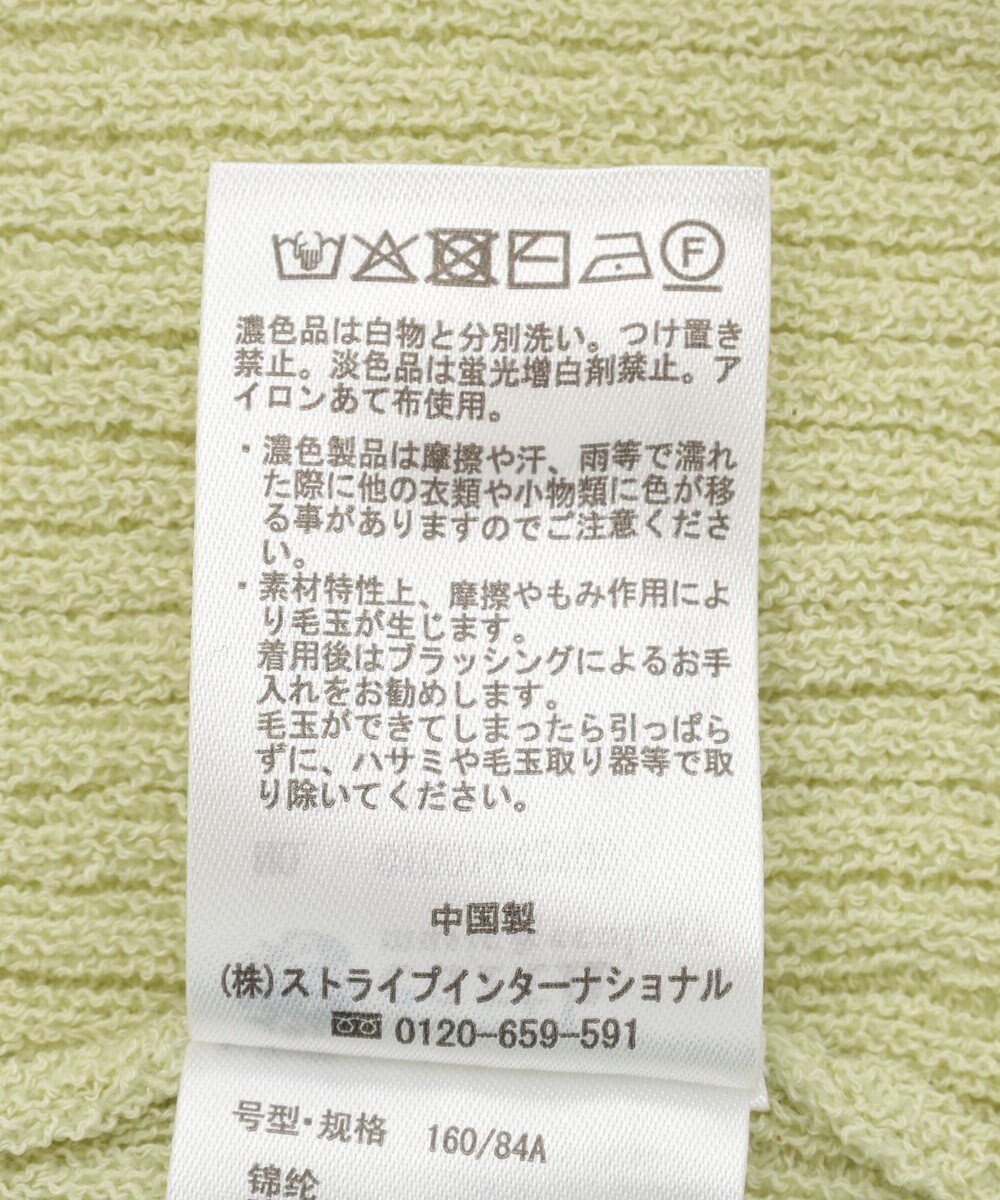 F
濃色品は白物と分別洗い。つけ置き
禁止。淡色品は蛍光増白剤禁止。ア
イロンあて布使用。
・濃色製品は摩擦や汗、雨等で濡れ
た際に他の衣類や小物類に色が移
る事がありますのでご注意くださ
い。
・素材特性上、摩擦やもみ作用によ
り毛玉が生じます。
着用後はブラッシングによるお手
入れをお勧めします。
毛玉ができてしまったら引っぱら
ずに、ハサミや毛玉取り器等で取
り除いてください。
中国製
(株)ストライプインターナショナル
0120-659-591
号型·规格 160/84A
锦纶